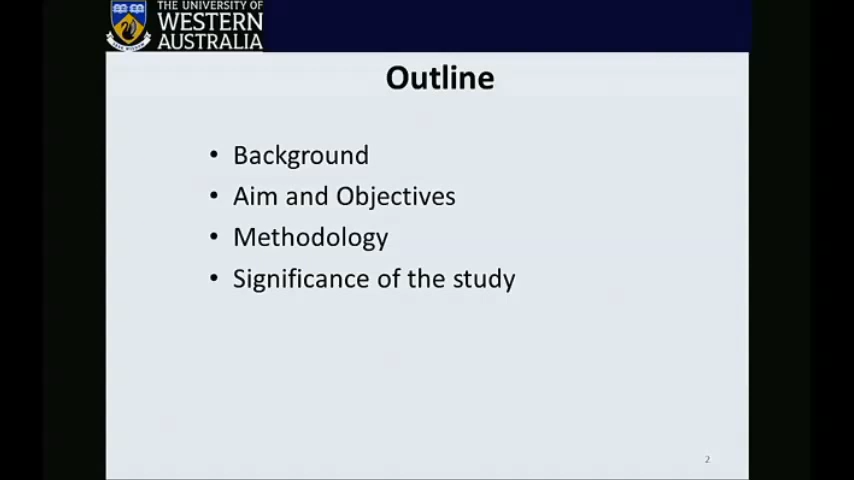 THE UNIVERSITY OF
WESTERN
AUSTRALIA
Outline
• Background
• Aim and Objectives
• Methodology
• Significance of the study
2